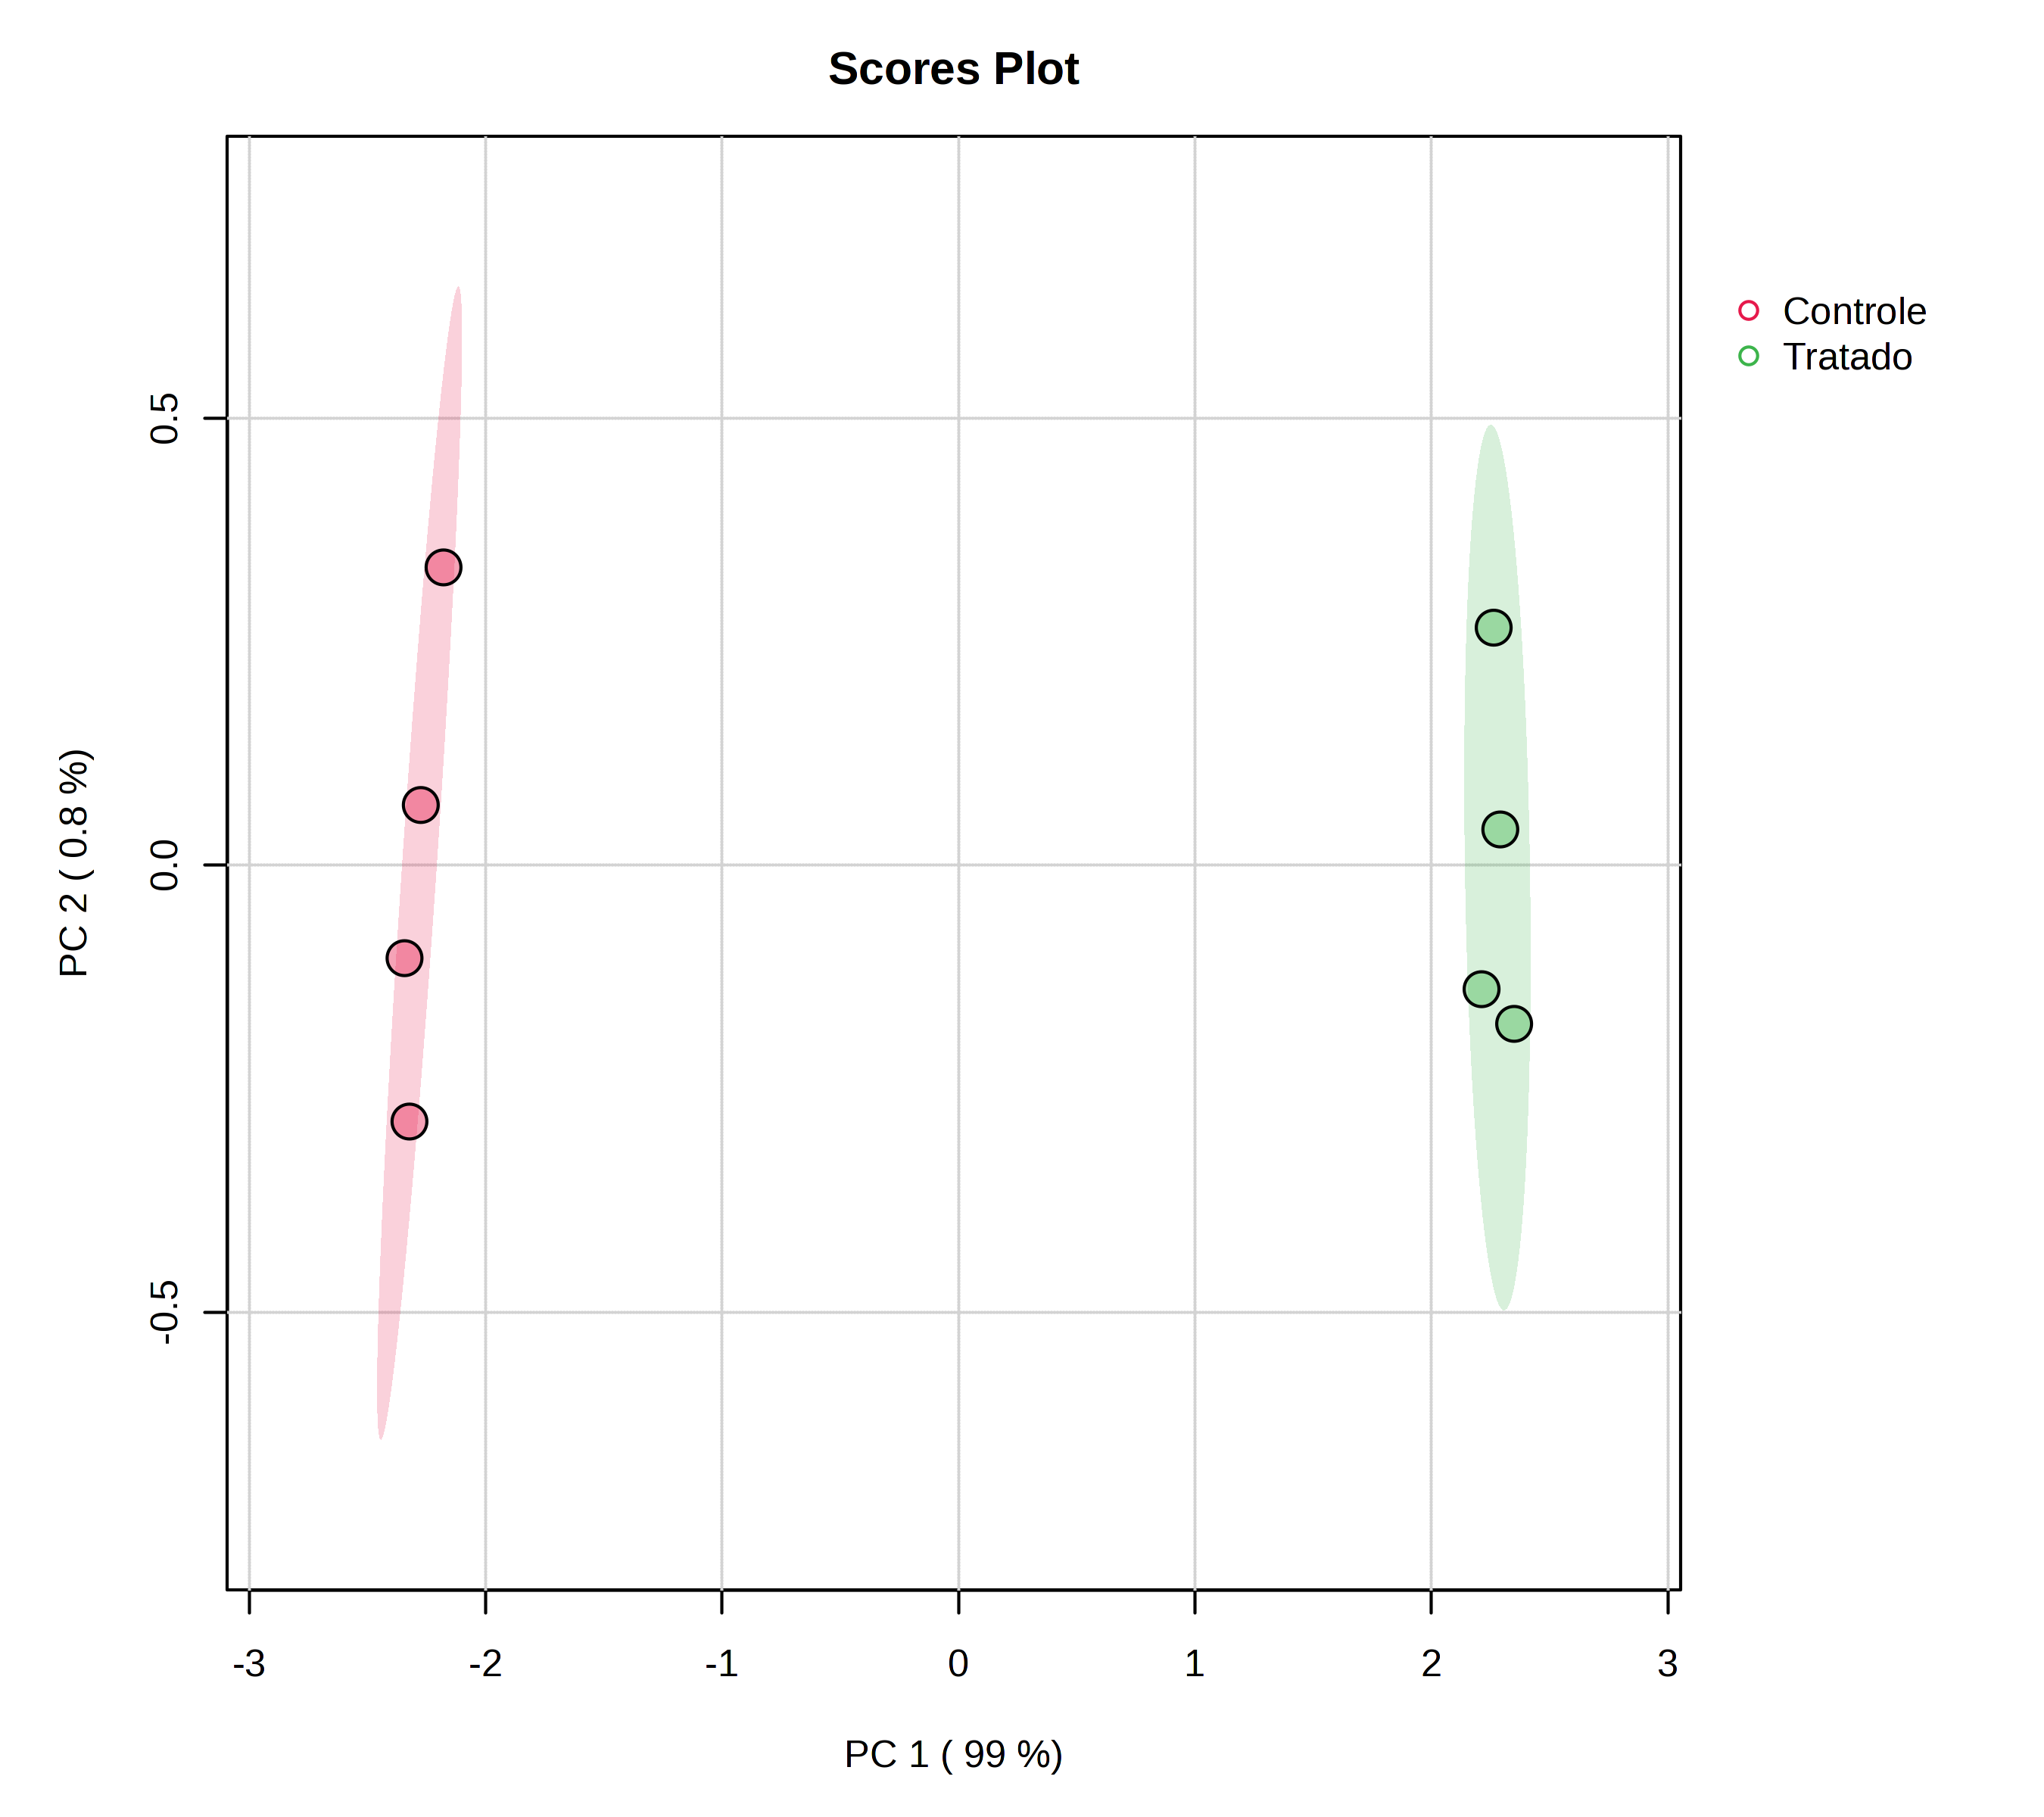 Scores Plot
Controle
Tratado
0.5
0.0
-0.5
PC 2 ( 0.8 %)
-3 -2 -1 0 1 2 3
PC 1 ( 99 %)